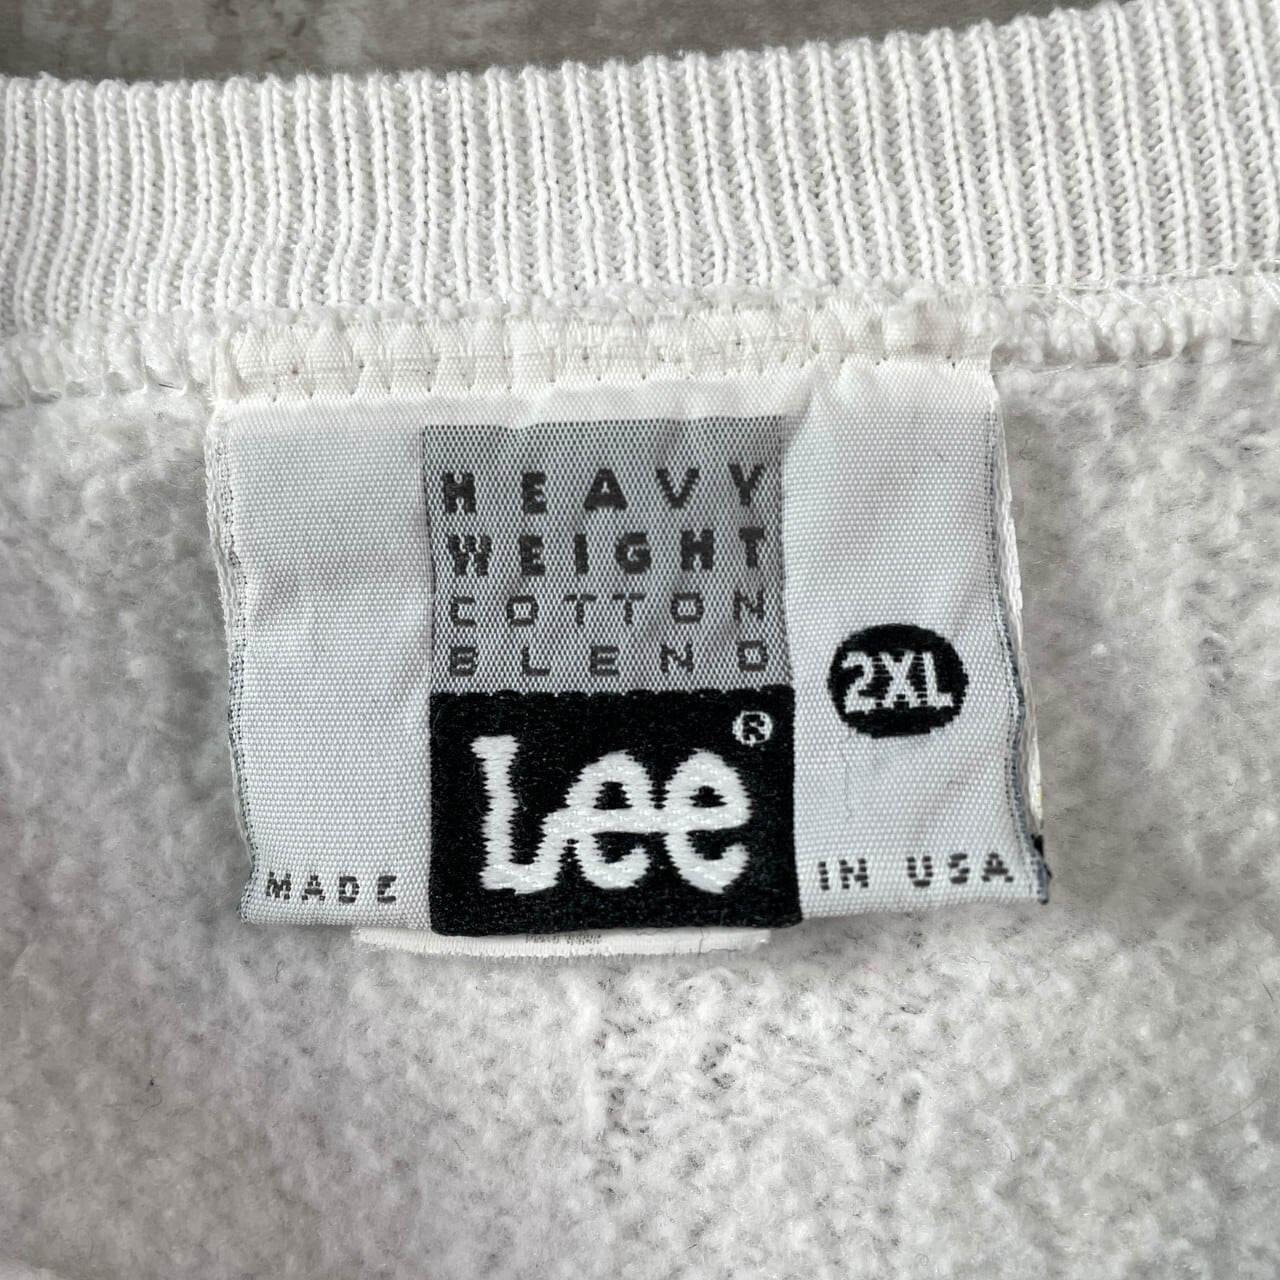 HEAVY
WEIGHT
COTTON
BLEND
2XL
Lee®
MADE IN USA